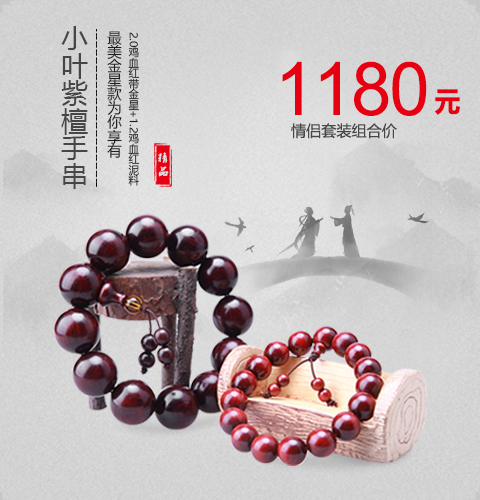 小叶紫檀手串
最美金星款为你享有
2.0鸡血红带金星+1.2鸡血红泥料
精品
1180元
情侣套装组合价